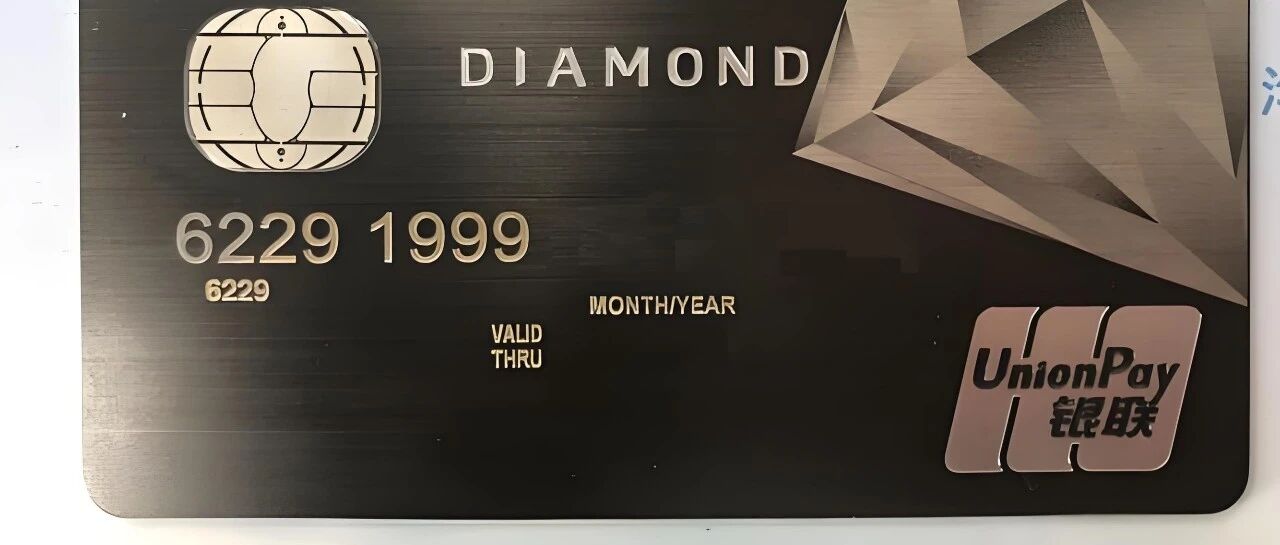 DIAMOND
6229 1999
6229
MONTH/YEAR
VALID
THRU
UnionPay
银联